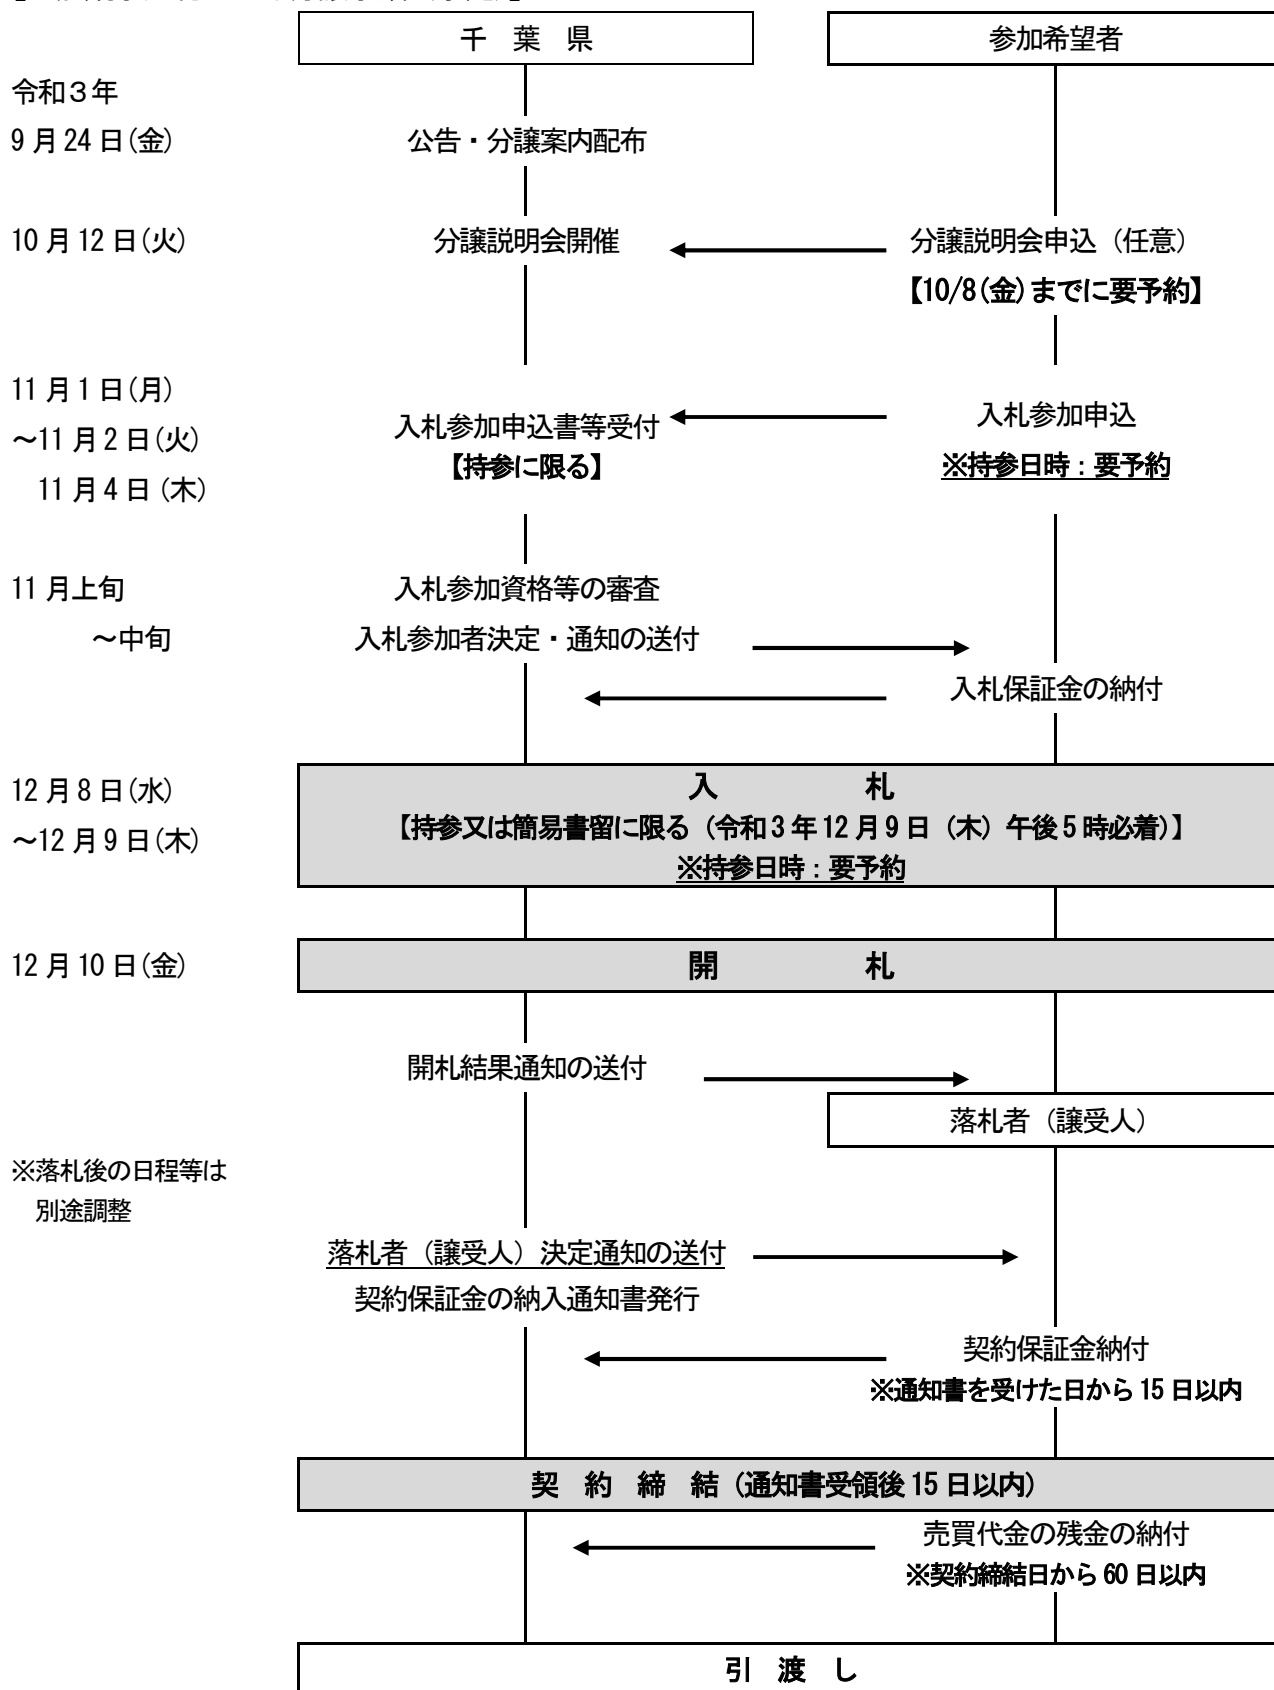 千　葉　県
参加希望者
令和３年
9月24日(金)
公告・分譲案内配布
10月12日(火)
分譲説明会開催
分譲説明会申込（任意）
【10/8(金)までに要予約】
11月1日(月)
～11月2日(火)
11月4日(木)
入札参加申込書等受付
【持参に限る】
入札参加申込
※持参日時：要予約
11月上旬
～中旬
入札参加資格等の審査
入札参加者決定・通知の送付
入札保証金の納付
12月8日(水)
～12月9日(木)
入　札
【持参又は簡易書留に限る（令和3年12月9日（木）午後5時必着）】
※持参日時：要予約
12月10日(金)
開　札
開札結果通知の送付
落札者（譲受人）
※落札後の日程等は
別途調整
落札者（譲受人）決定通知の送付
契約保証金の納入通知書発行
契約保証金納付
※通知書を受けた日から15日以内
契　約　締　結（通知書受領後15日以内）
売買代金の残金の納付
※契約締結日から60日以内
引　渡　し